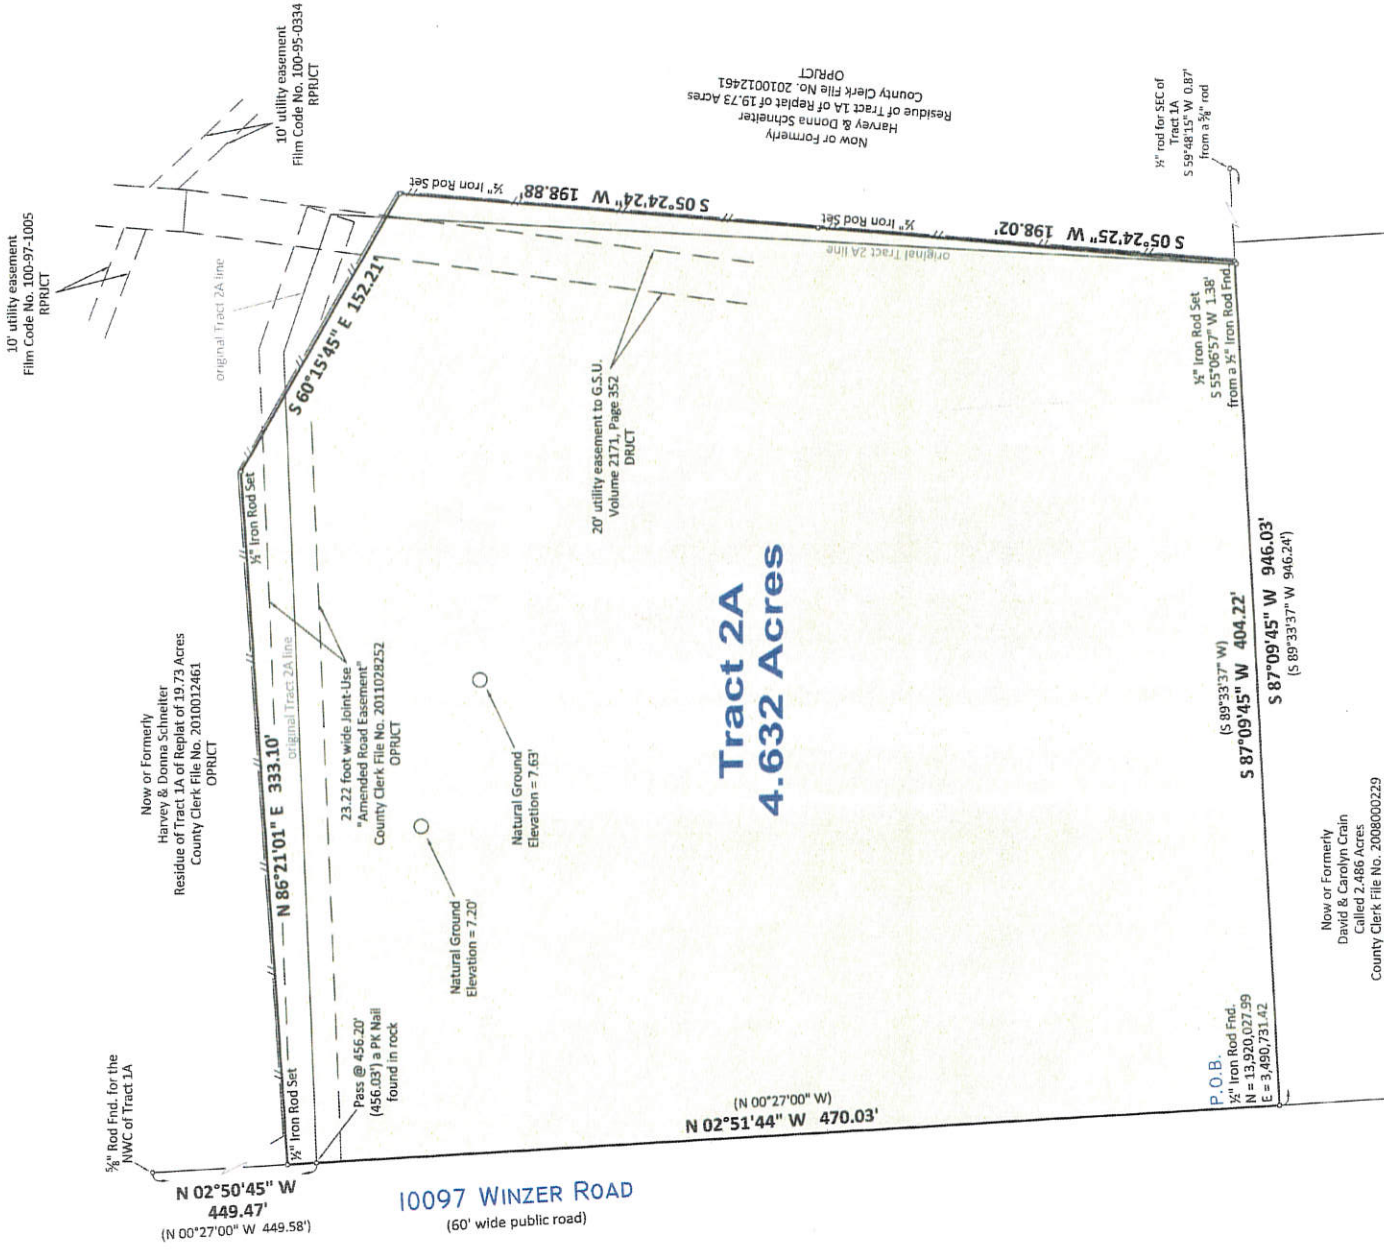 10' utility easement
Film Code No. 100-97-1005
RPRJCT
10' utility easement
Film Code No. 100-95-0334
RPRJCT
original Tract 2A line
Now or Formerly
Harvey & Donna Schneiter
Residue of Tract 1A of Replat of 19.73 Acres
County Clerk File No. 2010012461
OPRJCT
½" rod for SEC of
Tract 1A
S 59°48'15" W 0.87'
from a ⅝" rod
S 60°15'45" E 152.21'
½" Iron Rod Set
S 05°24'24" W 198.88'
½" Iron Rod Set
S 05°24'25" W 198.02'
original Tract 2A line
½" Iron Rod Set
S 55°06'57" W 1.38'
from a ½" Iron Rod Fnd.
20' utility easement to G.S.U.
Volume 2171, Page 352
DRJCT
½" Iron Rod Set
Now or Formerly
Harvey & Donna Schneiter
Residue of Tract 1A of Replat of 19.73 Acres
County Clerk File No. 2010012461
OPRJCT
N 86°21'01" E 333.10'
original Tract 2A line
23.22 foot wide Joint-Use
"Amended Road Easement"
County Clerk File No. 2011028252
OPRJCT
Natural Ground
Elevation = 7.63'
Natural Ground
Elevation = 7.20'
Tract 2A
4.632 Acres
½" Iron Rod Set
Pass @ 456.20'
(456.03') a PK Nail
found in rock
⅝" Rod Fnd. for the
NWC of Tract 1A
N 02°50'45" W
449.47'
(N 00°27'00" W 449.58')
10097 WINZER ROAD
(60' wide public road)
(N 00°27'00" W)
N 02°51'44" W 470.03'
P.O.B.
½" Iron Rod Fnd.
N = 13,920,027.99
E = 3,490,731.42
(S 89°33'37" W)
S 87°09'45" W 404.22'
S 87°09'45" W 946.03'
(S 89°33'37" W 946.24')
Now or Formerly
David & Carolyn Crain
Called 2.486 Acres
County Clerk File No. 2008000229